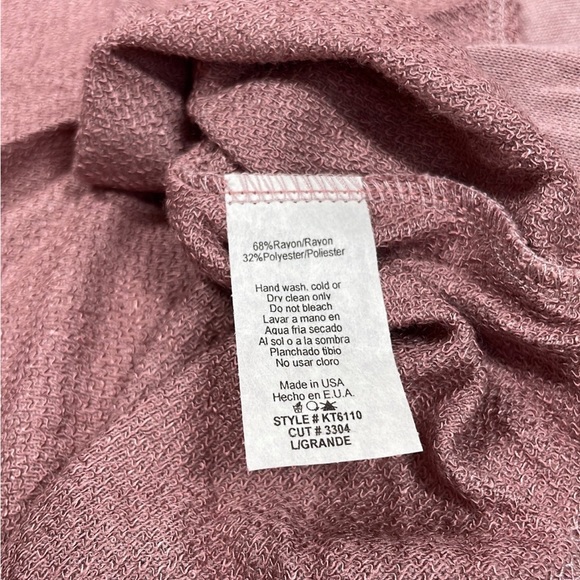 68%Rayon/Rayon
32%Polyester/Poliester
Hand wash, cold or
Dry clean only
Do not bleach
Lavar a mano en
Agua fria secado
Al sol o a la sombra
Planchado tibio
No usar cloro
Made in USA
Hecho en E.U.A.
STYLE # KT6110
CUT # 3304
L/GRANDE